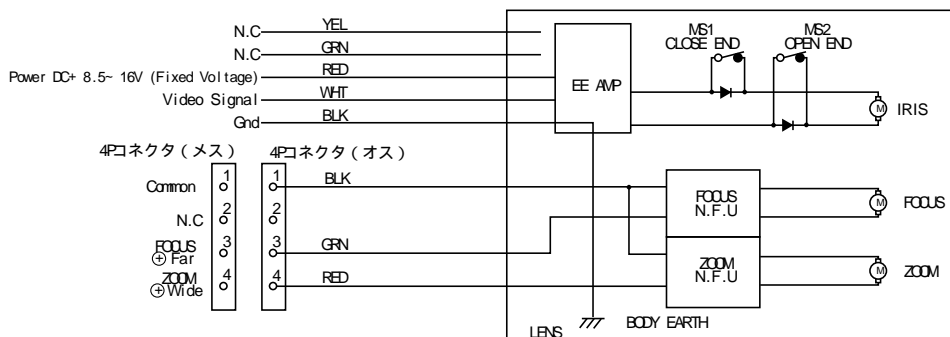 N.C YEL
N.C GRN
Power DC+ 8.5~ 16V (Fixed Voltage) RED
Video Signal WHT
Gnd BLK
EE AMP
MS1
CLOSE END
MS2
OPEN END
M IRIS
4Pコネクタ(メス) 4Pコネクタ(オス)
Common 1 1 BLK
N.C 2 2
FOCUS
⊕Far 3 3 GRN
ZOOM
⊕Wide 4 4 RED
FOCUS
N.F.U
M FOCUS
ZOOM
N.F.U
M ZOOM
LENS BODY EARTH